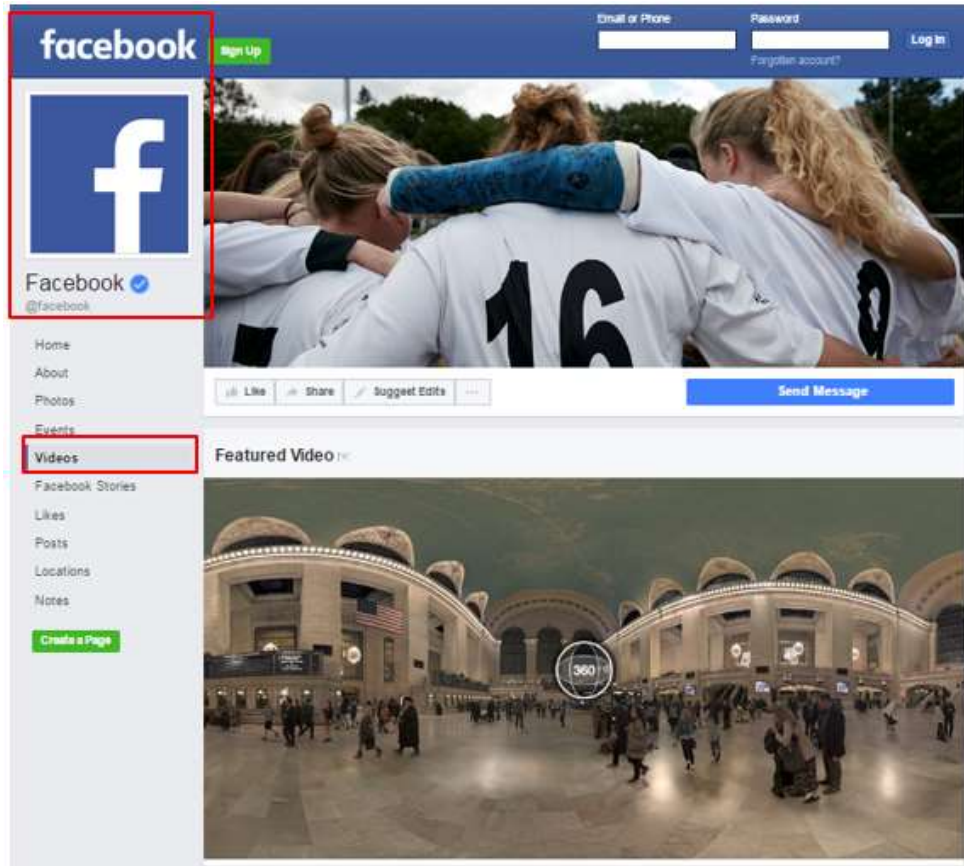 Email or Phone
Password
facebook
Sign Up
Log In
Forgotten account?
Facebook
@facebook
16
9
Home
About
Photos
Events
Videos
Facebook Stories
Likes
Posts
Locations
Notes
Create a Page
Like
Share
Suggest Edits
...
Send Message
Featured Video
360